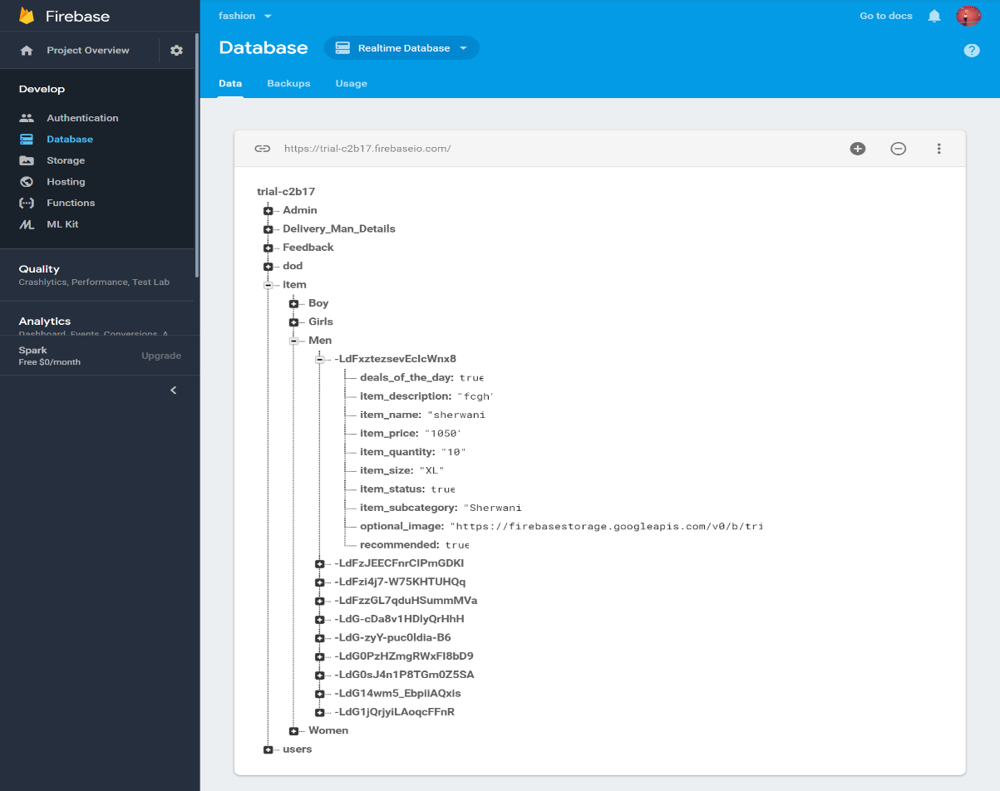 Firebase
Project Overview
Develop
Authentication
Database
Storage
Hosting
Functions
ML Kit
Quality
Crashlytics, Performance, Test Lab
Analytics
Dashboard, Events, Conversions, A
Spark
Free $0/month
Upgrade
fashion
Go to docs
Database
Realtime Database
Data Backups Usage
https://trial-c2b17.firebaseio.com/
trial-c2b17
Admin
Delivery_Man_Details
Feedback
dod
item
Boy
Girls
Men
-LdFxztezsevEcIcWnx8
deals_of_the_day: true
item_description: "fcgh"
item_name: "sherwani
item_price: "1050"
item_quantity: "10"
item_size: "XL"
item_status: true
item_subcategory: "Sherwani
optional_image: "https://firebasestorage.googleapis.com/v0/b/tri
recommended: true
-LdFzJEECFnrCIPmGDKI
-LdFzi4j7-W75KHTUHQq
-LdFzzGL7qduHSummMVa
-LdG-cDa8v1HDlyQrHhH
-LdG-zyY-puc0Idia-B6
-LdG0PzHZmgRWxFI8bD9
-LdG0sJ4n1P8TGm0Z5SA
-LdG14wm5_EbpiiAQxis
-LdG1jQrjyiLAoqcFFnR
Women
users